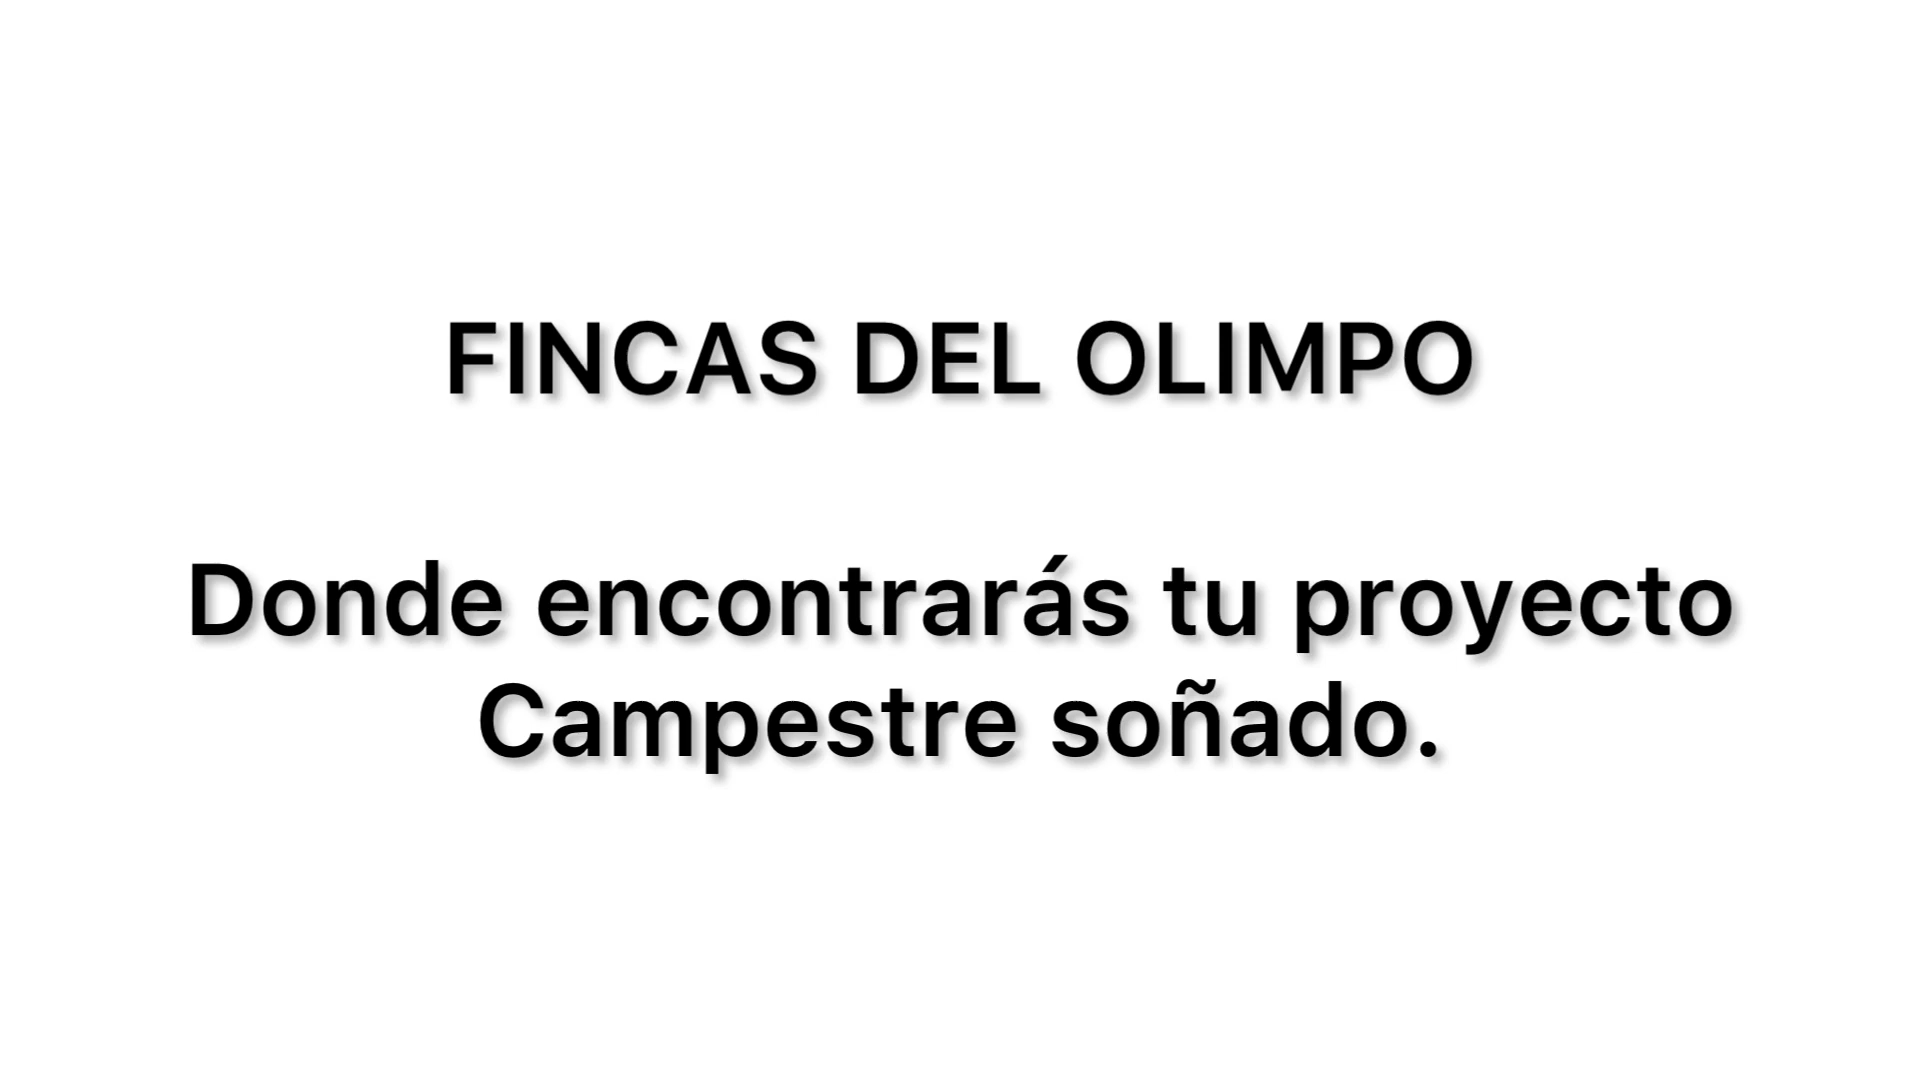 FINCAS DEL OLIMPO
Donde encontrarás tu proyecto
Campestre soñado.